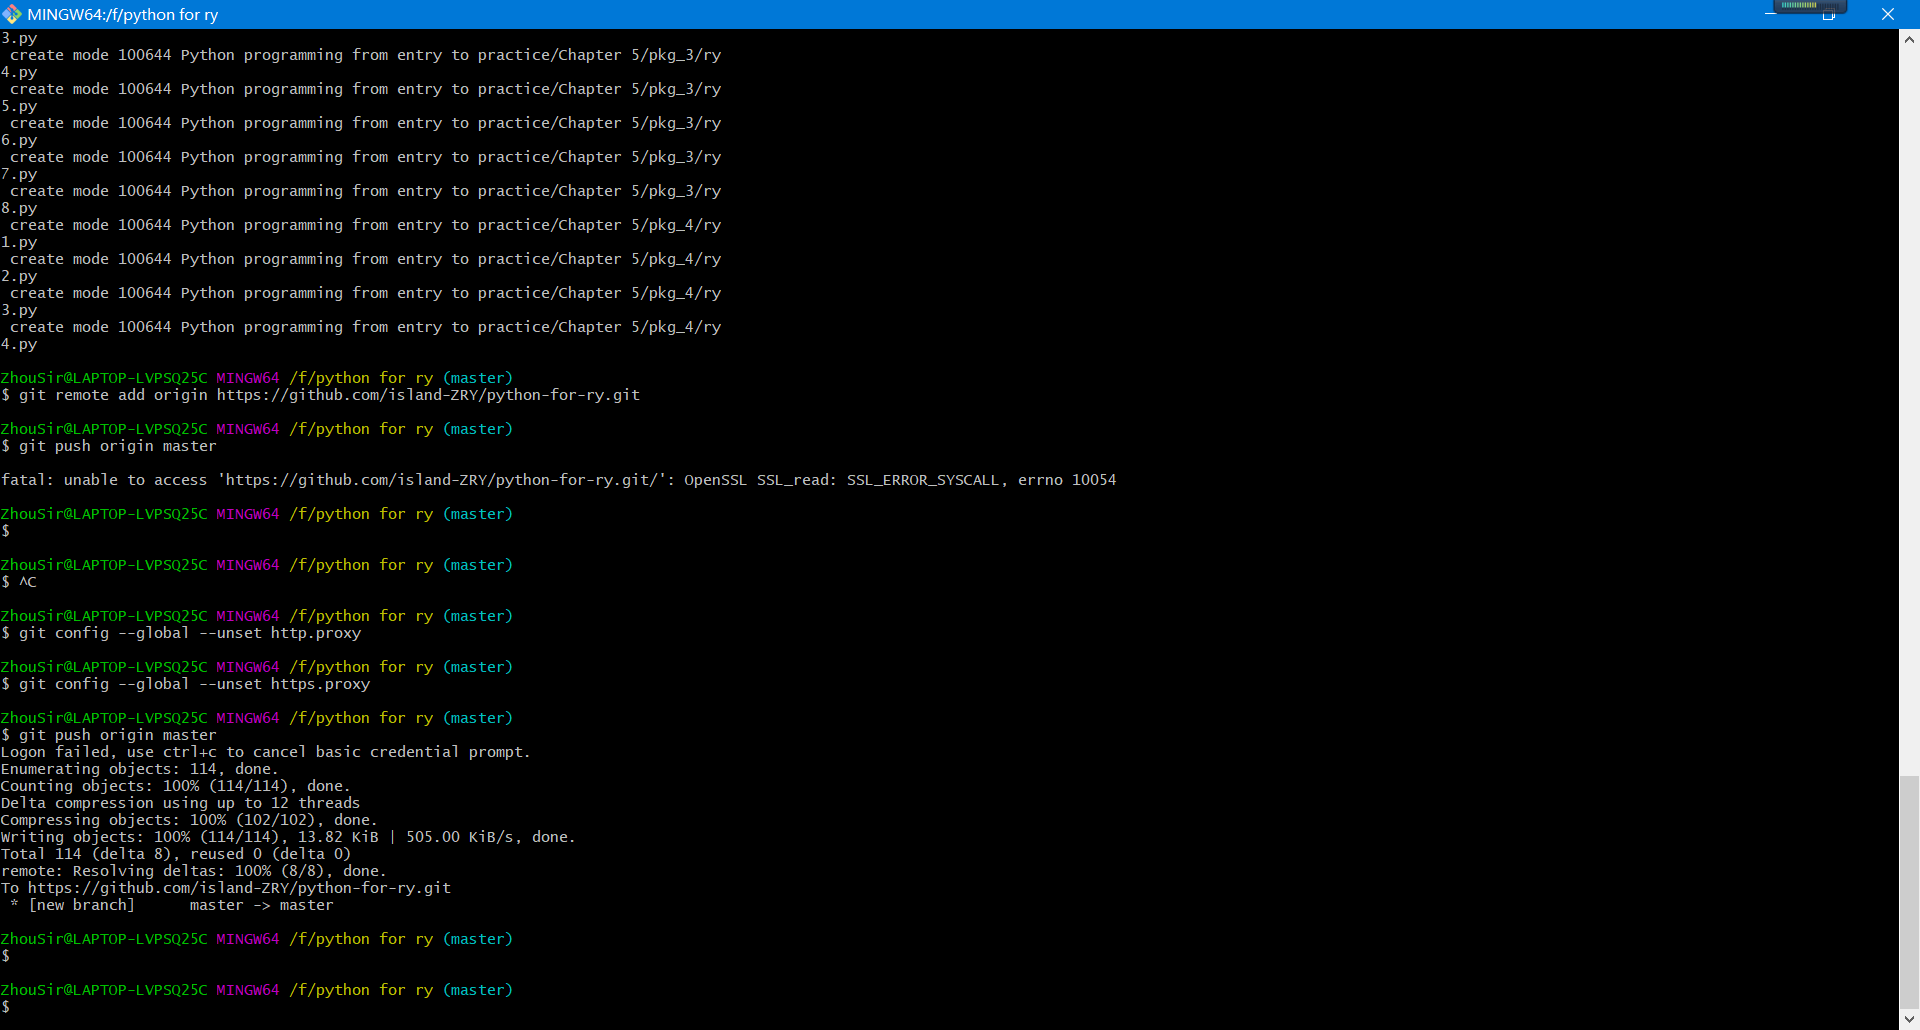 MINGW64:/f/python for ry
3.py
 create mode 100644 Python programming from entry to practice/Chapter 5/pkg_3/ry
4.py
 create mode 100644 Python programming from entry to practice/Chapter 5/pkg_3/ry
5.py
 create mode 100644 Python programming from entry to practice/Chapter 5/pkg_3/ry
6.py
 create mode 100644 Python programming from entry to practice/Chapter 5/pkg_3/ry
7.py
 create mode 100644 Python programming from entry to practice/Chapter 5/pkg_3/ry
8.py
 create mode 100644 Python programming from entry to practice/Chapter 5/pkg_4/ry
1.py
 create mode 100644 Python programming from entry to practice/Chapter 5/pkg_4/ry
2.py
 create mode 100644 Python programming from entry to practice/Chapter 5/pkg_4/ry
3.py
 create mode 100644 Python programming from entry to practice/Chapter 5/pkg_4/ry
4.py
ZhouSir@LAPTOP-LVPSQ25C MINGW64 /f/python for ry (master)
$ git remote add origin https://github.com/island-ZRY/python-for-ry.git
ZhouSir@LAPTOP-LVPSQ25C MINGW64 /f/python for ry (master)
$ git push origin master
fatal: unable to access 'https://github.com/island-ZRY/python-for-ry.git/': OpenSSL SSL_read: SSL_ERROR_SYSCALL, errno 10054
ZhouSir@LAPTOP-LVPSQ25C MINGW64 /f/python for ry (master)
$
ZhouSir@LAPTOP-LVPSQ25C MINGW64 /f/python for ry (master)
$ ^C
ZhouSir@LAPTOP-LVPSQ25C MINGW64 /f/python for ry (master)
$ git config --global --unset http.proxy
ZhouSir@LAPTOP-LVPSQ25C MINGW64 /f/python for ry (master)
$ git config --global --unset https.proxy
ZhouSir@LAPTOP-LVPSQ25C MINGW64 /f/python for ry (master)
$ git push origin master
Logon failed, use ctrl+c to cancel basic credential prompt.
Enumerating objects: 114, done.
Counting objects: 100% (114/114), done.
Delta compression using up to 12 threads
Compressing objects: 100% (102/102), done.
Writing objects: 100% (114/114), 13.82 KiB | 505.00 KiB/s, done.
Total 114 (delta 8), reused 0 (delta 0)
remote: Resolving deltas: 100% (8/8), done.
To https://github.com/island-ZRY/python-for-ry.git
 * [new branch]      master -> master
ZhouSir@LAPTOP-LVPSQ25C MINGW64 /f/python for ry (master)
$
ZhouSir@LAPTOP-LVPSQ25C MINGW64 /f/python for ry (master)
$